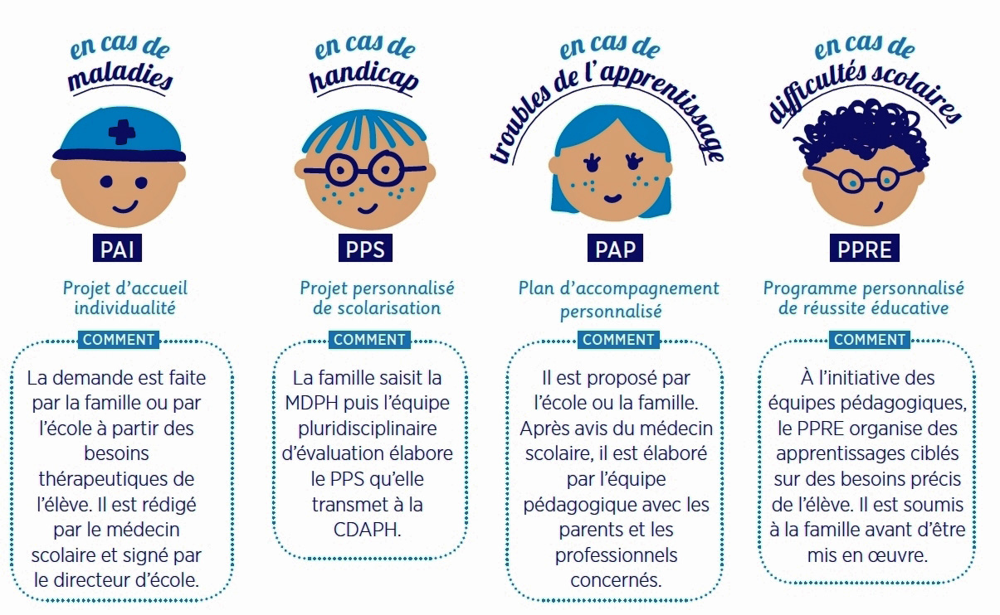 en cas de
maladies
PAI
Projet d'accueil
individualité
COMMENT
La demande est faite
par la famille ou par
l'école à partir des
besoins
thérapeutiques de
l'élève. Il est rédigé
par le médecin
scolaire et signé par
le directeur d'école.
en cas de
handicap
PPS
Projet personnalisé
de scolarisation
COMMENT
La famille saisit la
MDPH puis l'équipe
pluridisciplinaire
d'évaluation élabore
le PPS qu'elle
transmet à la
CDAPH.
en cas de
troubles de l'apprentissage
PAP
Plan d'accompagnement
personnalisé
COMMENT
Il est proposé par
l'école ou la famille.
Après avis du médecin
scolaire, il est élaboré
par l'équipe
pédagogique avec les
parents et les
professionnels
concernés.
en cas de
difficultés scolaires
PPRE
Programme personnalisé
de réussite éducative
COMMENT
À l'initiative des
équipes pédagogiques,
le PPRE organise des
apprentissages ciblés
sur des besoins précis
de l'élève. Il est soumis
à la famille avant d'être
mis en œuvre.